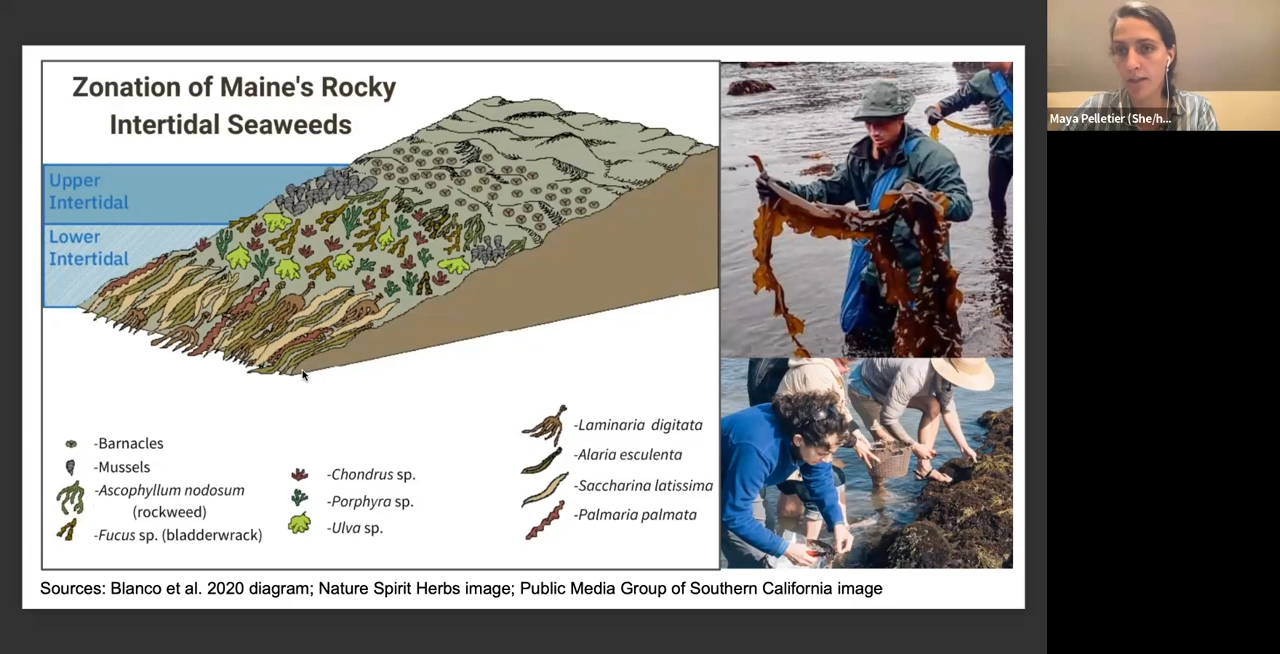 Zonation of Maine's Rocky
Intertidal Seaweeds
Upper
Intertidal
Lower
Intertidal
-Barnacles
-Mussels
-Ascophyllum nodosum
(rockweed)
-Fucus sp. (bladderwrack)
-Chondrus sp.
-Porphyra sp.
-Ulva sp.
-Laminaria digitata
-Alaria esculenta
-Saccharina latissima
-Palmaria palmata
Sources: Blanco et al. 2020 diagram; Nature Spirit Herbs image; Public Media Group of Southern California image
Maya Pelletier (She/h...